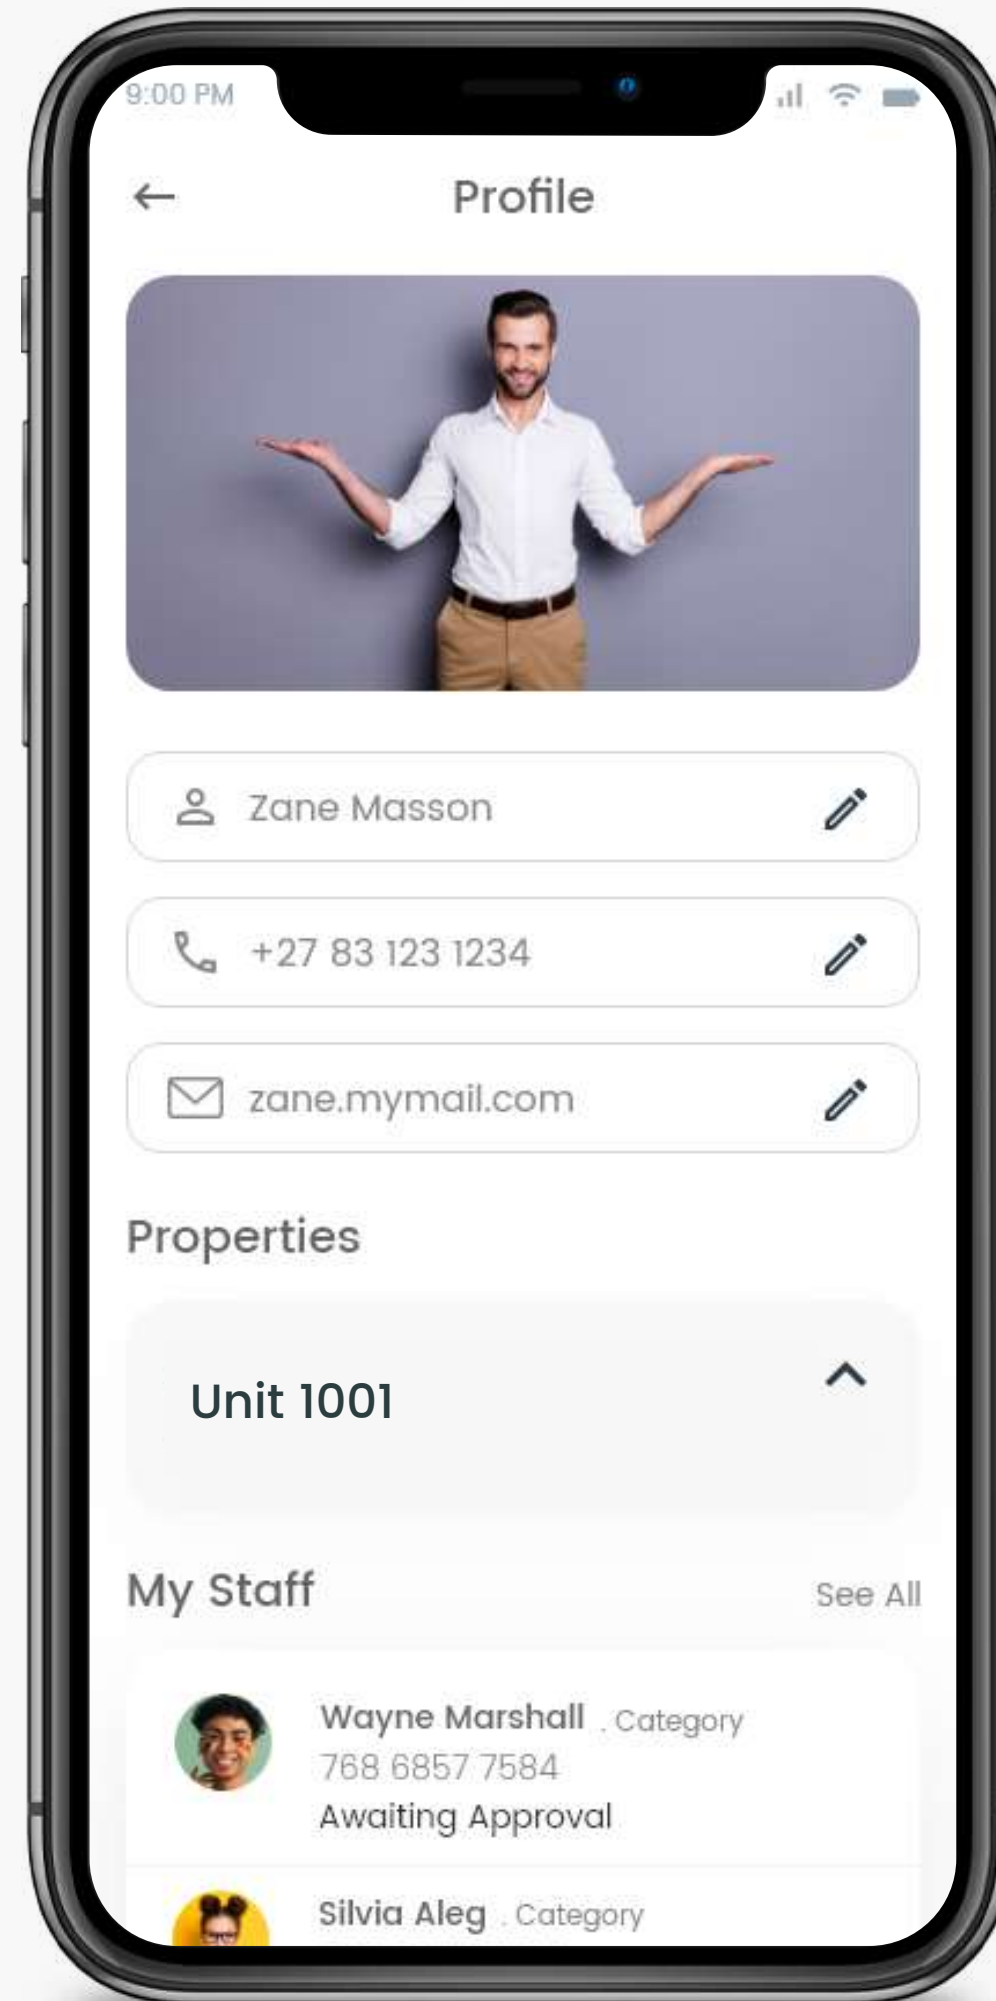 9:00 PM
Profile
Zane Masson
+27 83 123 1234
zane.mymail.com
Properties
Unit 1001
My Staff
See All
Wayne Marshall . Category
768 6857 7584
Awaiting Approval
Silvia Aleg . Category